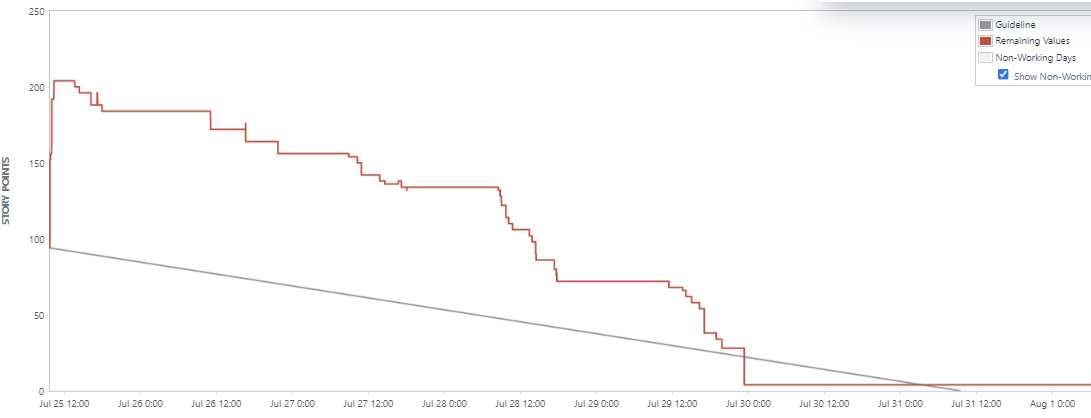 250
200
150
100
50
0
STORY POINTS
Guideline
Remaining Values
Non-Working Days
Show Non-Workin
Jul 25 12:00
Jul 26 0:00
Jul 26 12:00
Jul 27 0:00
Jul 27 12:00
Jul 28 0:00
Jul 28 12:00
Jul 29 0:00
Jul 29 12:00
Jul 30 0:00
Jul 30 12:00
Jul 31 0:00
Jul 31 12:00
Aug 1 0:00